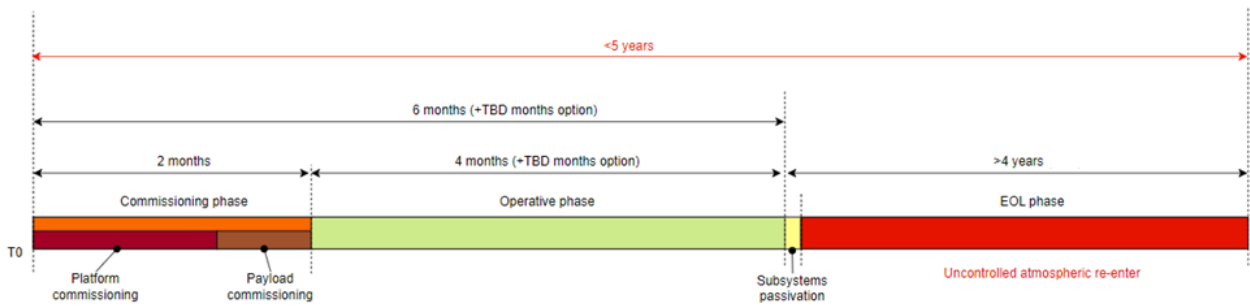 <5 years
6 months (+TBD months option)
2 months
4 months (+TBD months option)
>4 years
Commissioning phase
Operative phase
EOL phase
T0
Platform
commissioning
Payload
commissioning
Subsystems
passivation
Uncontrolled atmospheric re-enter